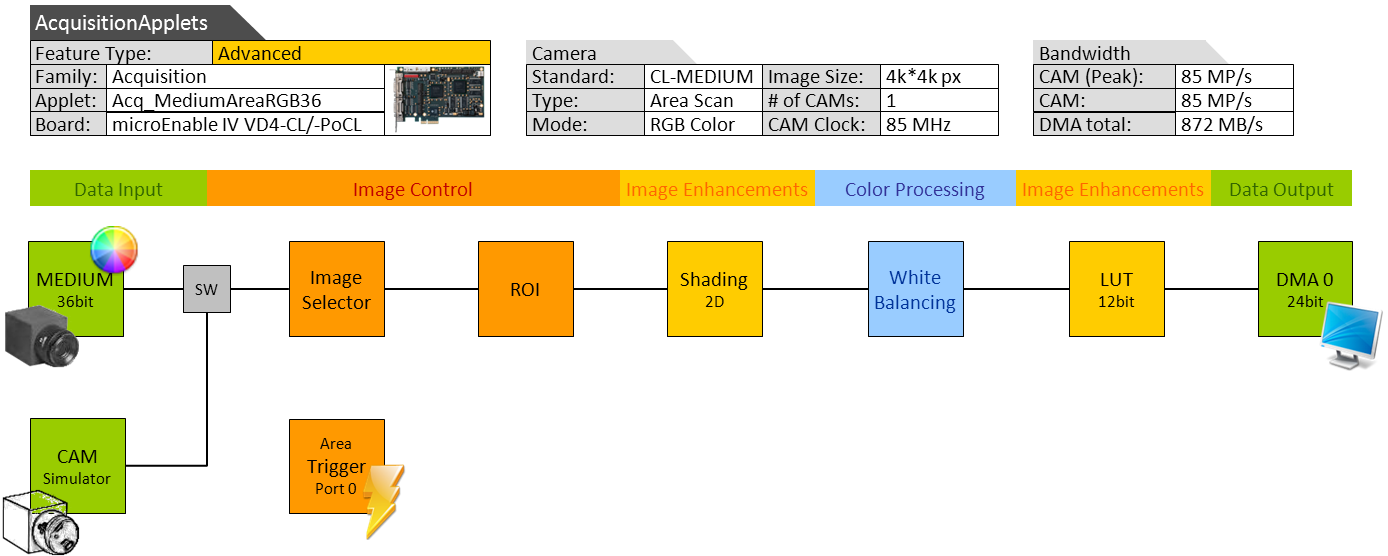 AcquisitionApplets
Feature Type: Advanced
Family: Acquisition
Applet: Acq_MediumAreaRGB36
Board: microEnable IV VD4-CL/-PoCL
Camera
Standard: CL-MEDIUM Image Size: 4k*4k px
Type: Area Scan # of CAMs: 1
Mode: RGB Color CAM Clock: 85 MHz
Bandwidth
CAM (Peak): 85 MP/s
CAM: 85 MP/s
DMA total: 872 MB/s
Data Input Image Control Image Enhancements Color Processing Image Enhancements Data Output
MEDIUM
36bit
SW
Image
Selector
ROI
Shading
2D
White
Balancing
LUT
12bit
DMA 0
24bit
CAM
Simulator
Area
Trigger
Port 0